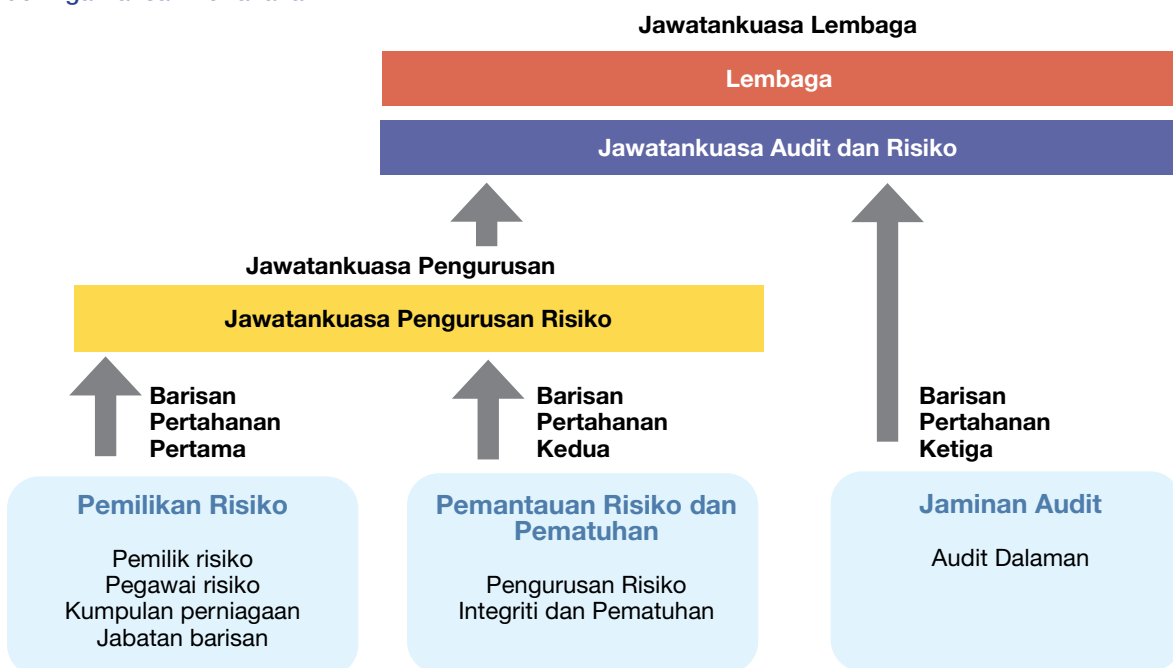 Jawatankuasa Lembaga
Lembaga
Jawatankuasa Audit dan Risiko
Jawatankuasa Pengurusan
Jawatankuasa Pengurusan Risiko
Barisan
Pertahanan
Pertama
Barisan
Pertahanan
Kedua
Barisan
Pertahanan
Ketiga
Pemilikan Risiko
Pemilik risiko
Pegawai risiko
Kumpulan perniagaan
Jabatan barisan
Pemantauan Risiko dan
Pematuhan
Pengurusan Risiko
Integriti dan Pematuhan
Jaminan Audit
Audit Dalaman